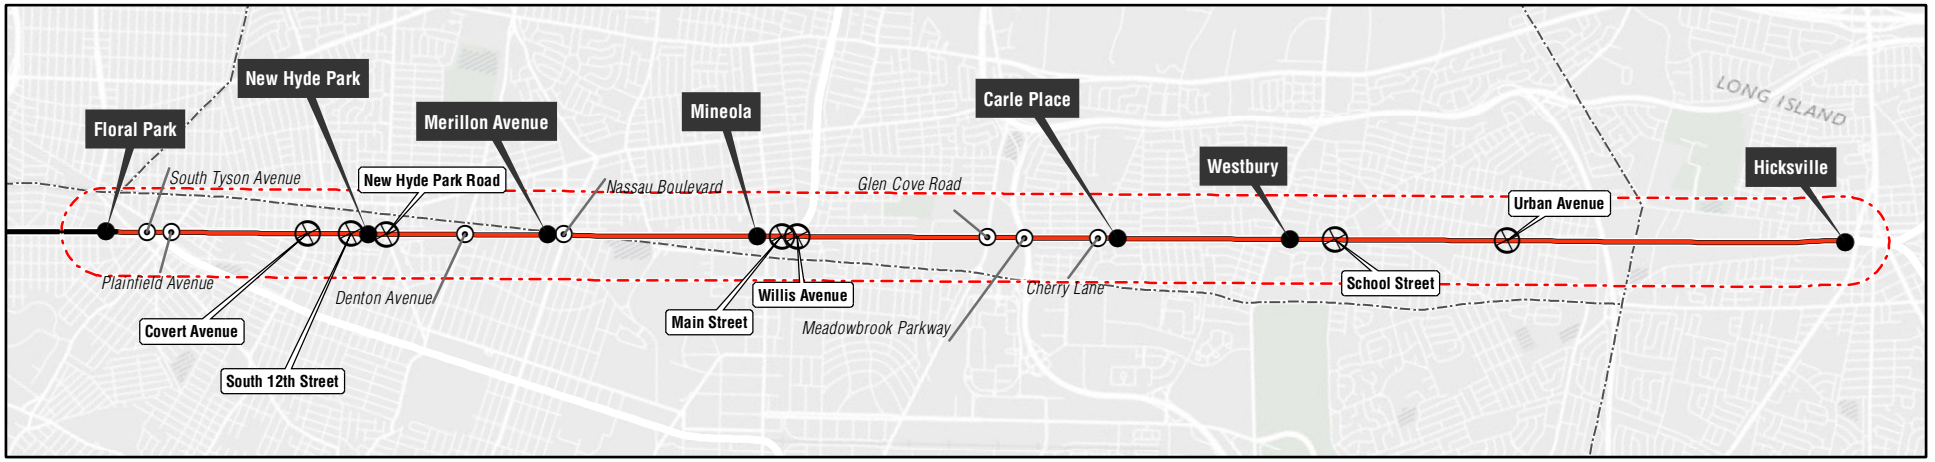 New Hyde Park
Floral Park
Merillon Avenue
Mineola
Carle Place
LONG ISLAND
Westbury
Hicksville
South Tyson Avenue
New Hyde Park Road
Nassau Boulevard
Glen Cove Road
Urban Avenue
Plainfield Avenue
Denton Avenue
Covert Avenue
South 12th Street
Main Street
Willis Avenue
Meadowbrook Parkway
Cherry Lane
School Street